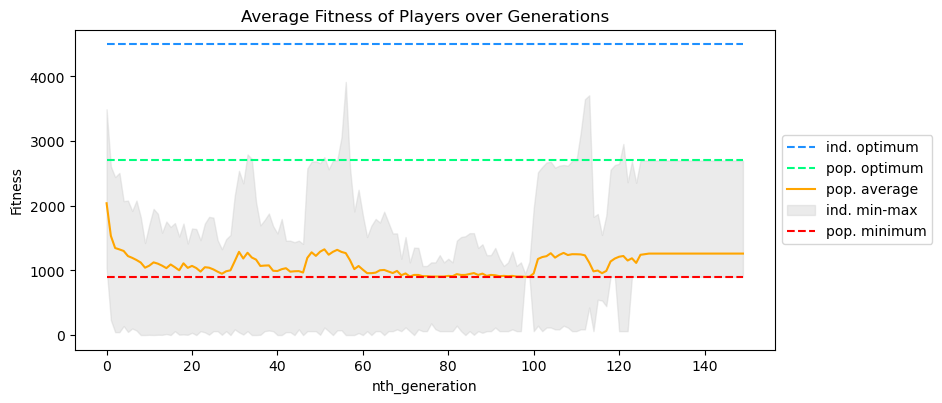 Average Fitness of Players over Generations
Fitness
4000
3000
2000
1000
0
0 20 40 60 80 100 120 140
nth_generation
ind. optimum
pop. optimum
pop. average
ind. min-max
pop. minimum